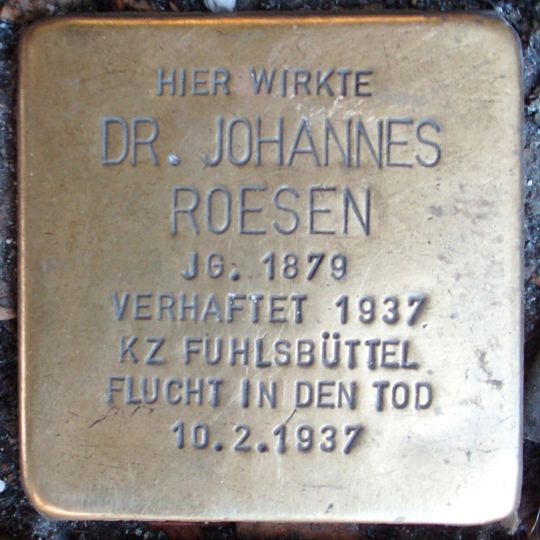 HIER WIRKTE
DR. JOHANNES
ROESEN
JG. 1879
VERHAFTET 1937
KZ FUHLSBÜTTEL
FLUCHT IN DEN TOD
10.2.1937